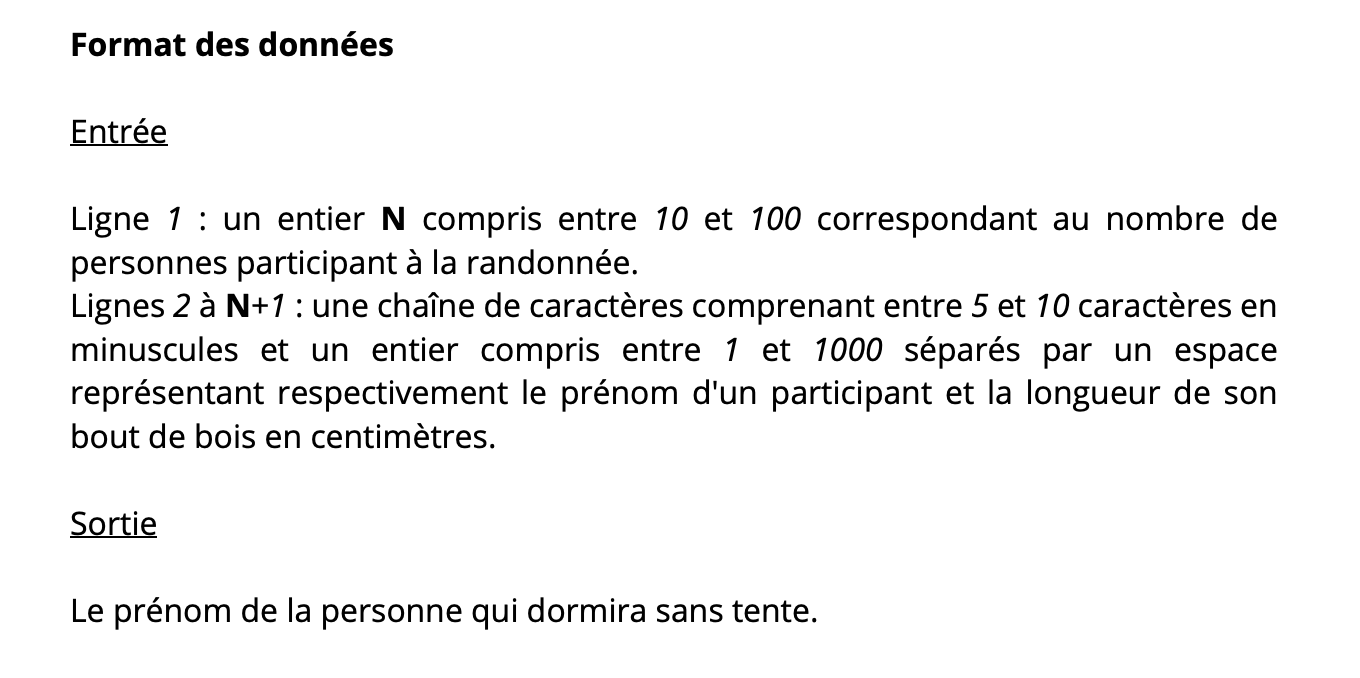 Format des données
Entrée
Ligne 1 : un entier N compris entre 10 et 100 correspondant au nombre de
personnes participant à la randonnée.
Lignes 2 à N+1 : une chaîne de caractères comprenant entre 5 et 10 caractères en
minuscules et un entier compris entre 1 et 1000 séparés par un espace
représentant respectivement le prénom d'un participant et la longueur de son
bout de bois en centimètres.
Sortie
Le prénom de la personne qui dormira sans tente.